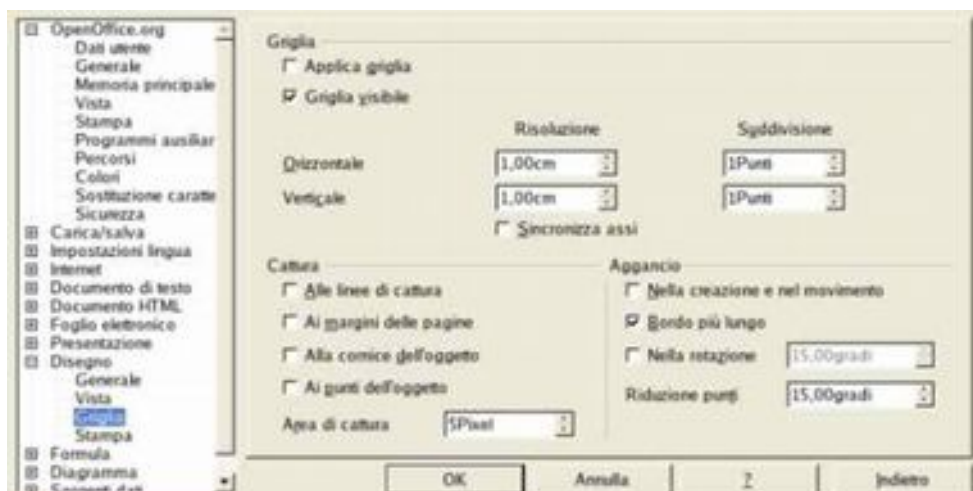 OpenOffice.org
Dati utente
Generale
Memoria principale
Vista
Stampa
Programmi ausiliar
Percorsi
Colori
Sostituzione caratte
Sicurezza
Carica/salva
Impostazioni lingua
Internet
Documento di testo
Documento HTML
Foglio elettronico
Presentazione
Disegno
Generale
Vista
Griglia
Stampa
Formula
Diagramma
Sorgenti dati
Griglia
Applica griglia
Griglia visibile
Risoluzione Suddivisione
Orizzontale 1,00cm 1Punti
Verticale 1,00cm 1Punti
Sincronizza assi
Cattura
Alle linee di cattura
Ai margini delle pagine
Alla cornice dell'oggetto
Ai punti dell'oggetto
Area di cattura 5Pixel
Aggancio
Nella creazione e nel movimento
Bordo più lungo
Nella rotazione 15,00gradi
Riduzione punti 15,00gradi
OK Annulla ? Indietro